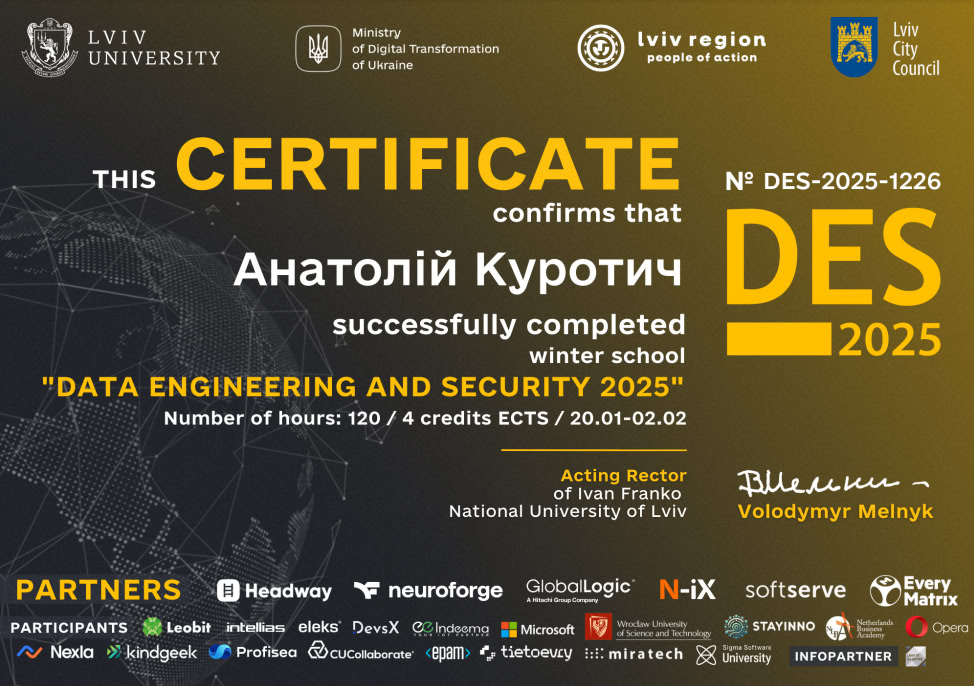 LVIV
UNIVERSITY
Ministry
of Digital Transformation
of Ukraine
lviv region
people of action
Lviv
City
Council
THIS CERTIFICATE
confirms that
Анатолій Куротич
successfully completed
winter school
"DATA ENGINEERING AND SECURITY 2025"
Number of hours: 120 / 4 credits ECTS / 20.01-02.02
№ DES-2025-1226
DES
2025
Acting Rector
of Ivan Franko
National University of Lviv
Volodymyr Melnyk
PARTNERS
Headway
neuroforge
GlobalLogic
A Hitachi Group Company
N-iX
softserve
Every
Matrix
PARTICIPANTS
Leobit
intellias
eleks
DevsX
Indeema
YOUR IOT PARTNER
Microsoft
Wroclaw University
of Science and Technology
STAYINNO
NBA
Netherlands
Business
Academy
Opera
Nexla
kindgeek
Profisea
CUCollaborate
<epam>
tietoevry
miratech
Sigma Software
University
INFOPARTNER